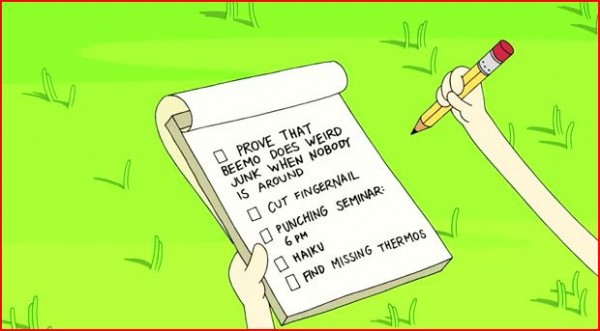 PROVE THAT
BEEMO DOES WEIRD
JUNK WHEN NOBODY
IS AROUND
CUT FINGERNAIL
PUNCHING SEMINAR:
6 PM
HAIKU
FIND MISSING THERMOS